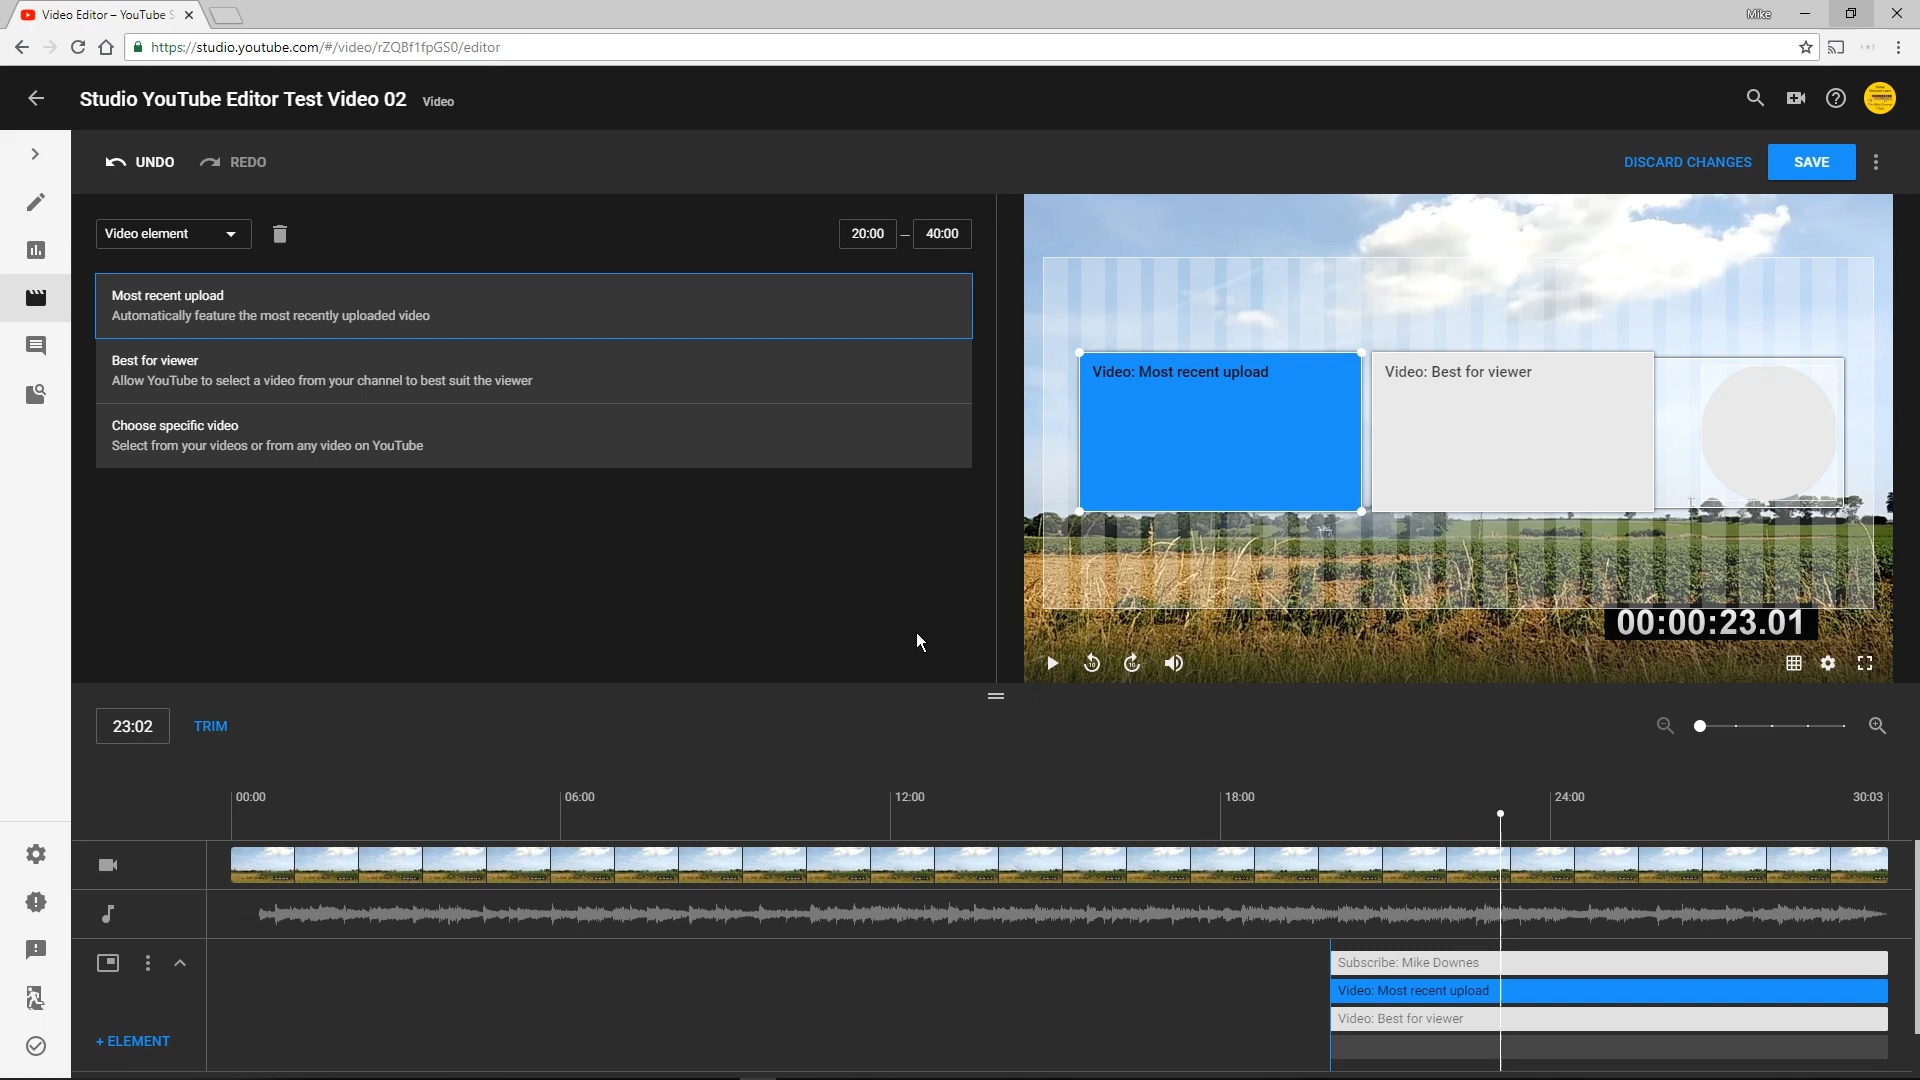 Video Editor – YouTube S
Mike
https://studio.youtube.com/#/video/rZQBf1fpGS0/editor
Studio YouTube Editor Test Video 02 Video
UNDO REDO
DISCARD CHANGES SAVE
Video element
20:00 – 40:00
Most recent upload
Automatically feature the most recently uploaded video
Best for viewer
Allow YouTube to select a video from your channel to best suit the viewer
Choose specific video
Select from your videos or from any video on YouTube
Video: Most recent upload
Video: Best for viewer
00:00:23.01
10 10
23:02 TRIM
00:00 06:00 12:00 18:00 24:00 30:03
Subscribe: Mike Downes
Video: Most recent upload
Video: Best for viewer
+ ELEMENT